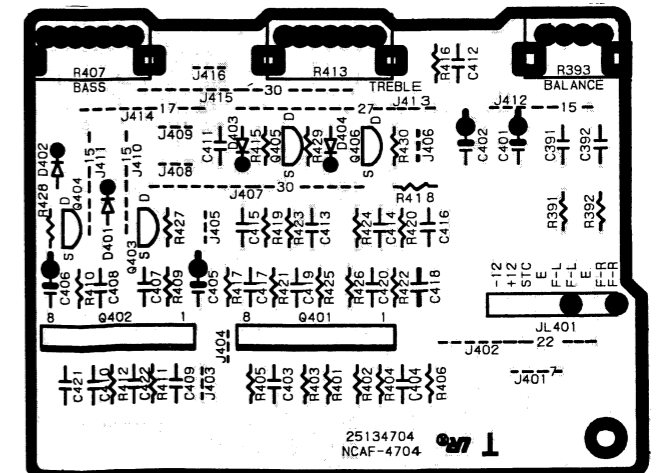 R407
BASS
R413
TREBLE
R416
C412
R393
BALANCE
J416
30
J415
17
J414
27
J413
J412
15
J409
C411
D403
R415
Q405
D
S
R429
D404
Q406
D
S
R430
J406
C402
C401
C391
C392
D402
15
J411
15
J410
J408
30
J407
R418
R428
Q404
D
S
D401
Q403
D
S
R427
J405
C410
R419
R423
C413
R424
C414
R420
C416
R391
R392
C406
R410
C408
C407
R409
C405
R417
C417
R421
C419
R425
R426
C420
R422
C418
-12
+12
STC
E
F-L
F-L
E
F-R
F-R
8
Q402
1
8
Q401
1
JL401
J404
22
J402
C421
R412
C422
R411
C409
J403
R405
C403
R403
R401
R402
R404
C404
R406
7
J401
25134704
NCAF-4704